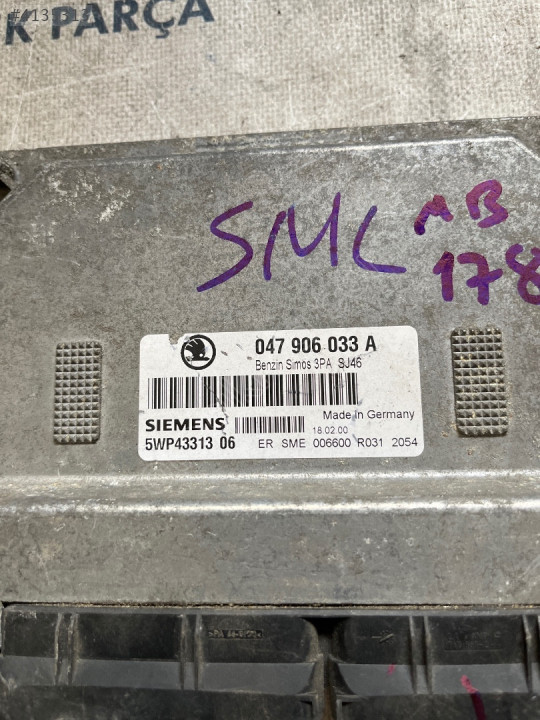 K PARÇA
SMC AB
178
047 906 033 A
Benzin Simos 3PA SJ46
Made In Germany
SIEMENS
18.02.00
5WP43313 06 ER SME 006600 R031 2054